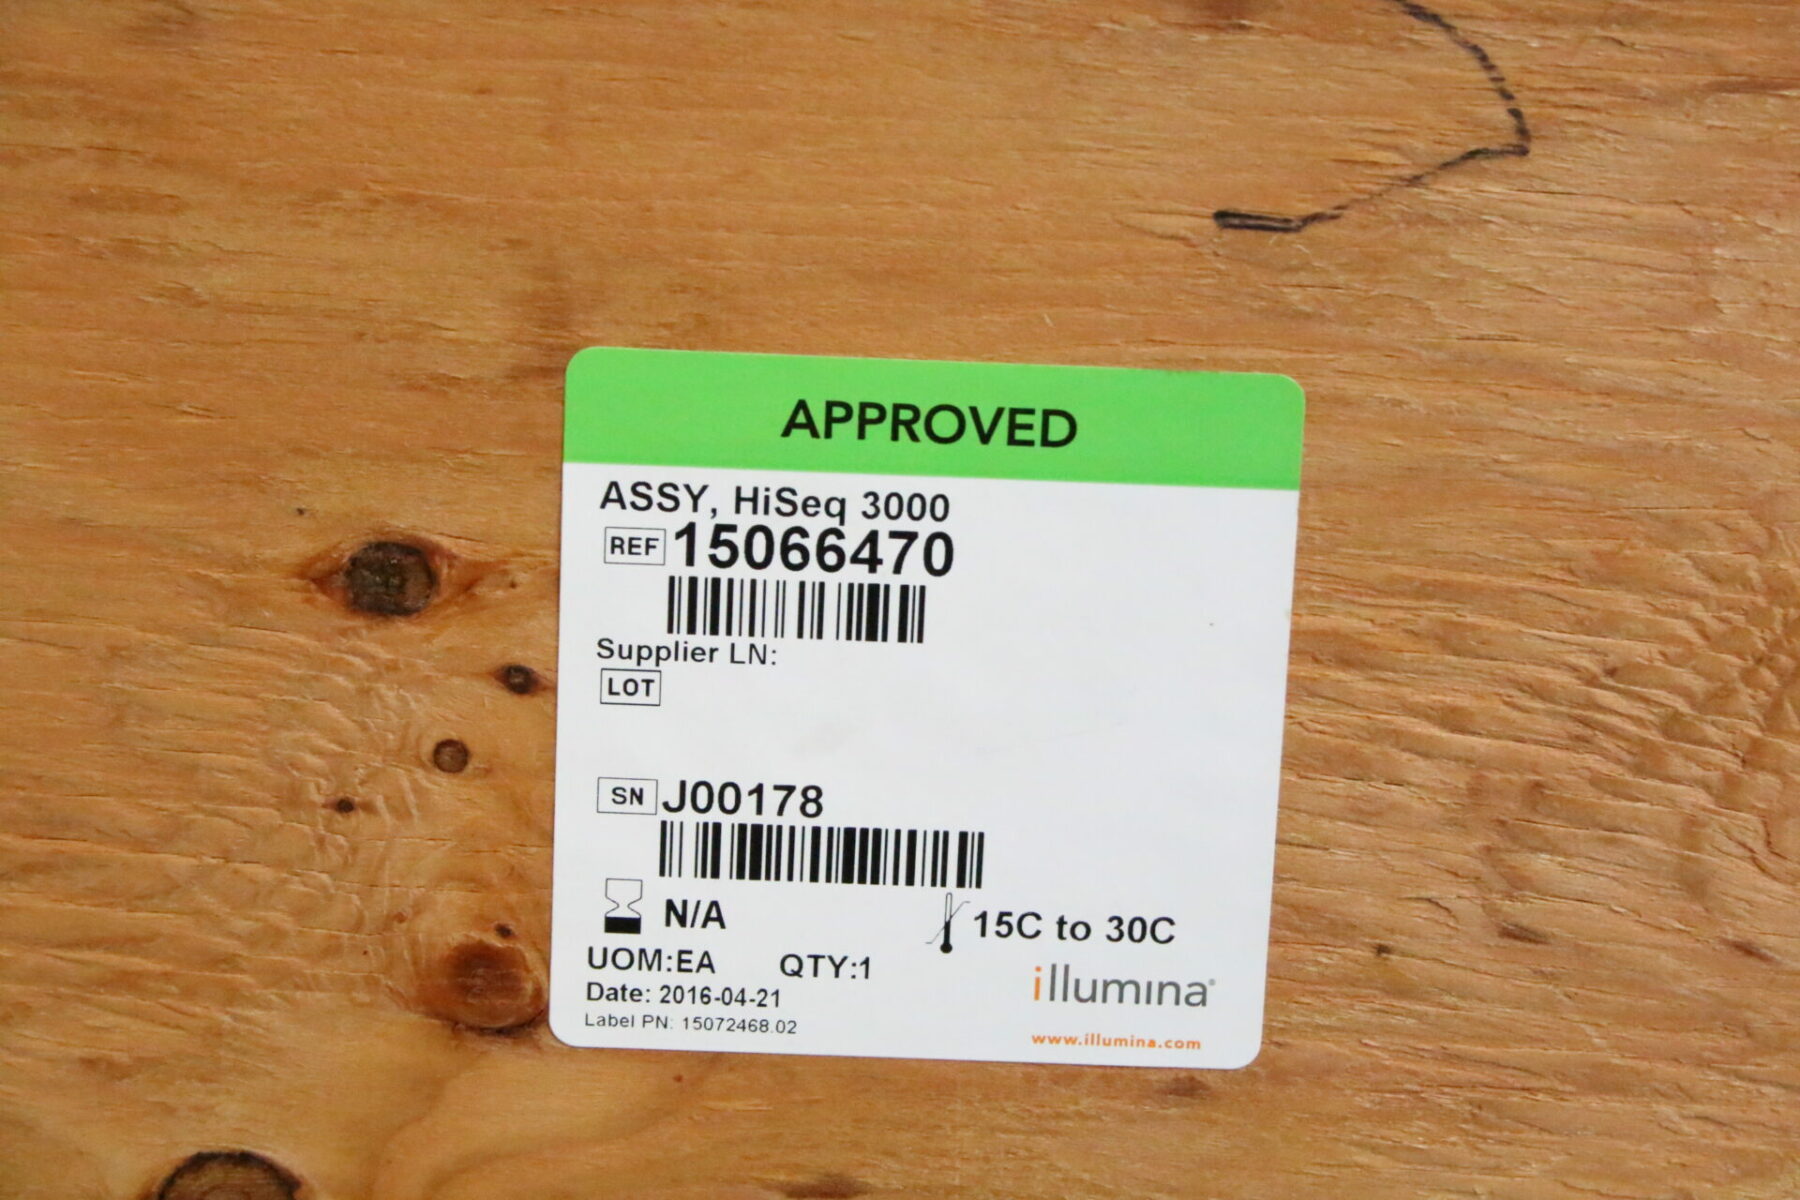 APPROVED
ASSY, HiSeq 3000
REF 15066470
Supplier LN:
LOT
SN J00178
N/A 15C to 30C
UOM:EA QTY:1
Date: 2016-04-21
Label PN: 15072468.02
illumina®
www.illumina.com